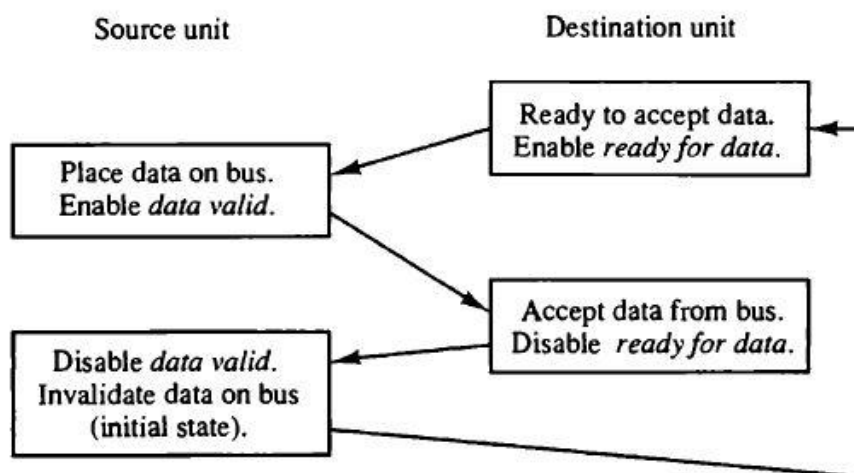 Source unit
Destination unit
Ready to accept data.
Enable ready for data.
Place data on bus.
Enable data valid.
Accept data from bus.
Disable ready for data.
Disable data valid.
Invalidate data on bus
(initial state).